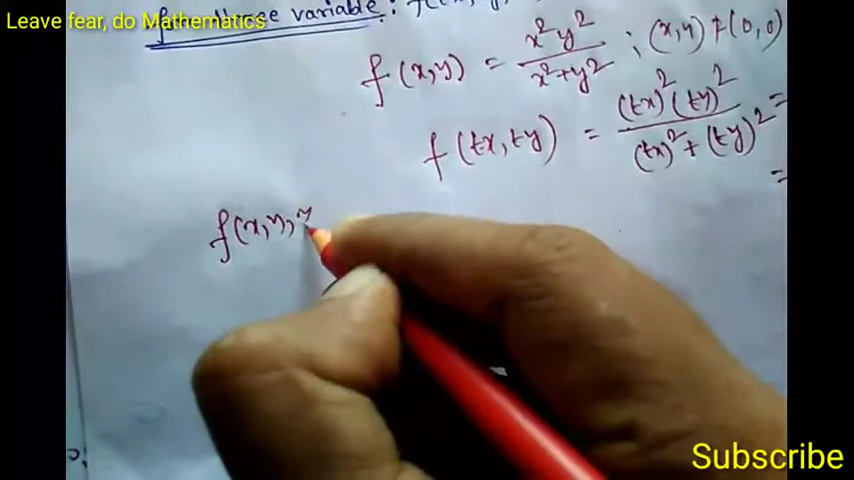 Leave fear, do Mathematics
three variable :
f(x,y) = x²y² / x²+y² ; (x,y) ≠ (0,0)
f(tx,ty) = (tx)²(ty)² / (tx)²+(ty)² =
=
f(x,y,z
Subscribe